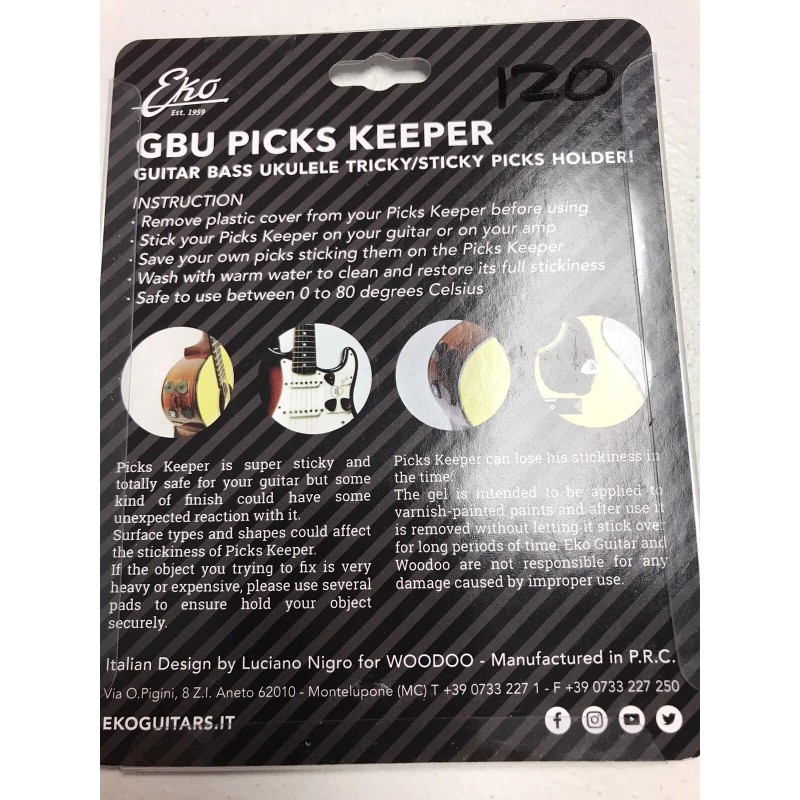 Eko
Est. 1959
120
GBU PICKS KEEPER
GUITAR BASS UKULELE TRICKY/STICKY PICKS HOLDER!
INSTRUCTION
· Remove plastic cover from your Picks Keeper before using
· Stick your Picks Keeper on your guitar or on your amp
· Save your own picks sticking them on the Picks Keeper
· Wash with warm water to clean and restore its full stickiness
· Safe to use between 0 to 80 degrees Celsius
Picks Keeper is super sticky and
totally safe for your guitar but some
kind of finish could have some
unexpected reaction with it.
Surface types and shapes could affect
the stickiness of Picks Keeper.
If the object you trying to fix is very
heavy or expensive, please use several
pads to ensure hold your object
securely.
Picks Keeper can lose his stickiness in
the time.
The gel is intended to be applied to
varnish-painted paints and after use it
is removed without letting it stick over
for long periods of time. Eko Guitar and
Woodoo are not responsible for any
damage caused by improper use.
Italian Design by Luciano Nigro for WOODOO - Manufactured in P.R.C.
Via O.Pigini, 8 Z.I. Aneto 62010 - Montelupone (MC) T +39 0733 227 1 - F +39 0733 227 250
EKOGUITARS.IT